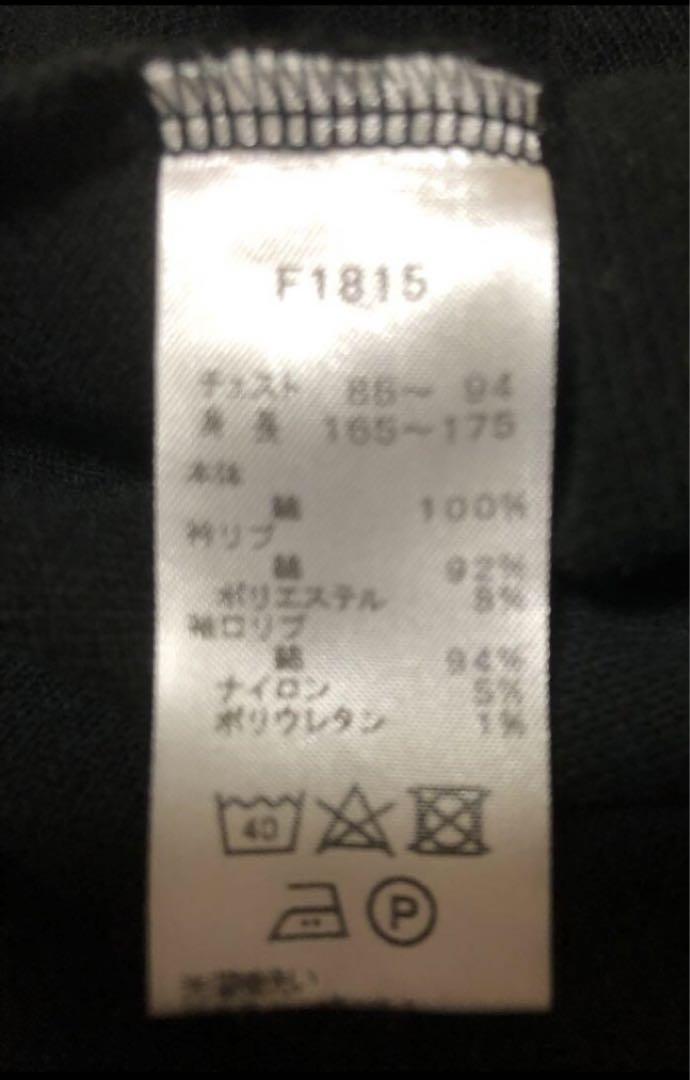 F1815
チェスト 85〜 94
身 長 165〜175
本体
綿 100%
衿リブ
綿 92%
ポリエステル 8%
袖口リブ
綿 94%
ナイロン 5%
ポリウレタン 1%
40
P